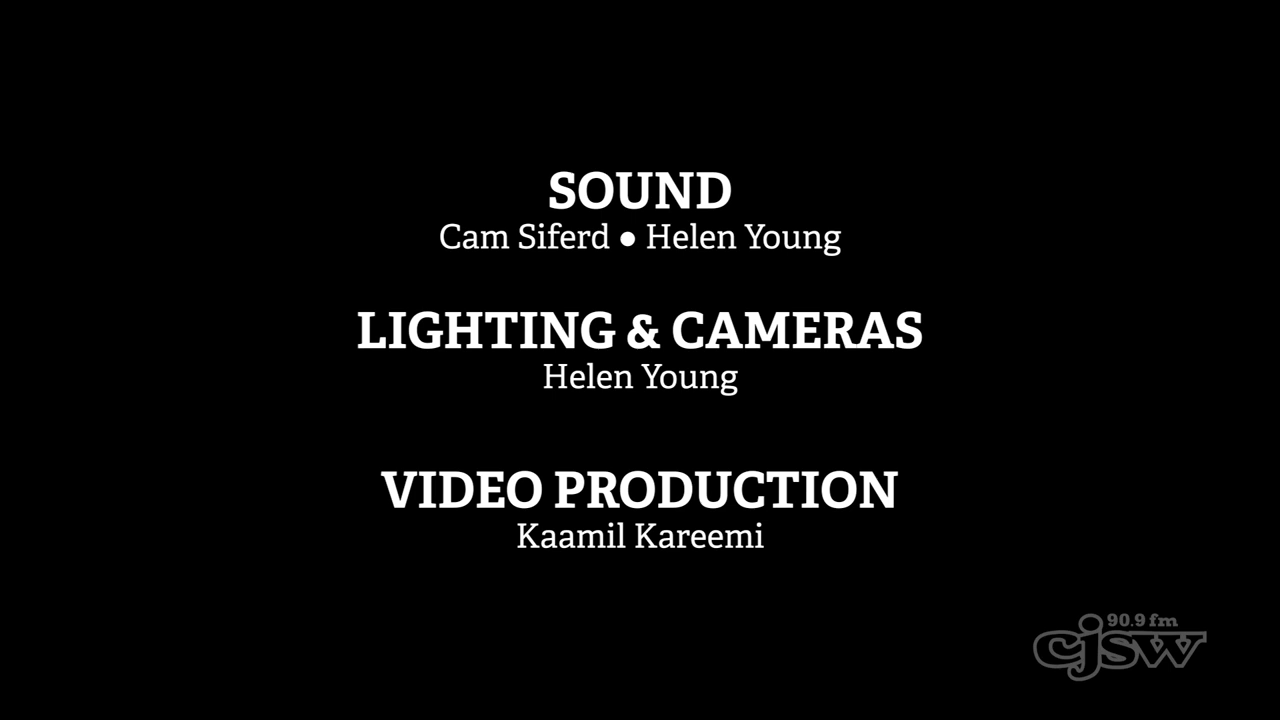 SOUND
Cam Siferd ● Helen Young
LIGHTING & CAMERAS
Helen Young
VIDEO PRODUCTION
Kaamil Kareemi
90.9 fm
cjsw